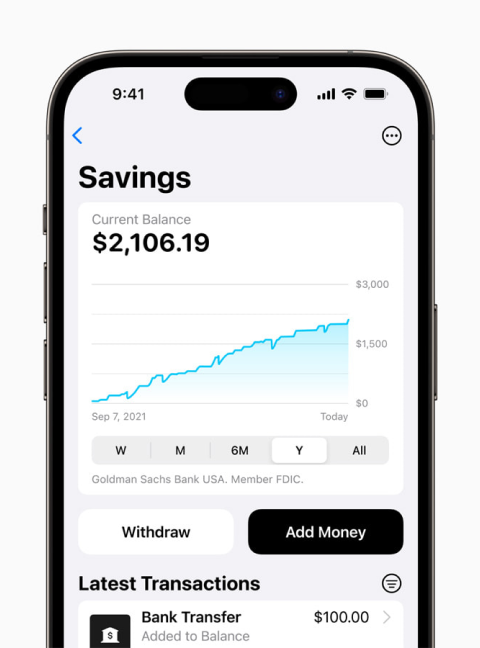 9:41
Savings
Current Balance
$2,106.19
$3,000
$1,500
$0
Sep 7, 2021 Today
W M 6M Y All
Goldman Sachs Bank USA. Member FDIC.
Withdraw Add Money
Latest Transactions
Bank Transfer $100.00
Added to Balance